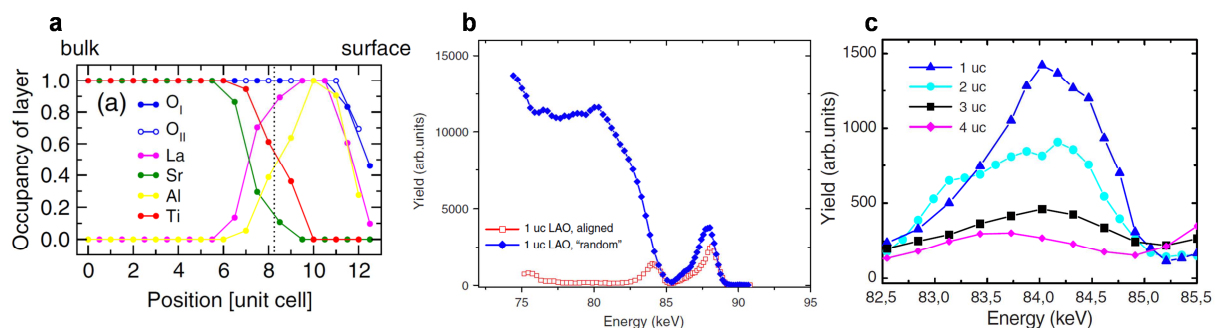 a
bulk
surface
Occupancy of layer
1.0
0.8
0.6
0.4
0.2
0.0
(a)
O_I
O_II
La
Sr
Al
Ti
0 2 4 6 8 10 12
Position [unit cell]
b
Yield (arb.units)
15000
10000
5000
0
1 uc LAO, aligned
1 uc LAO, "random"
75 80 85 90 95
Energy (keV)
c
Yield (arb.units)
1500
1000
500
0
1 uc
2 uc
3 uc
4 uc
82,5 83,0 83,5 84,0 84,5 85,0 85,5
Energy (keV)